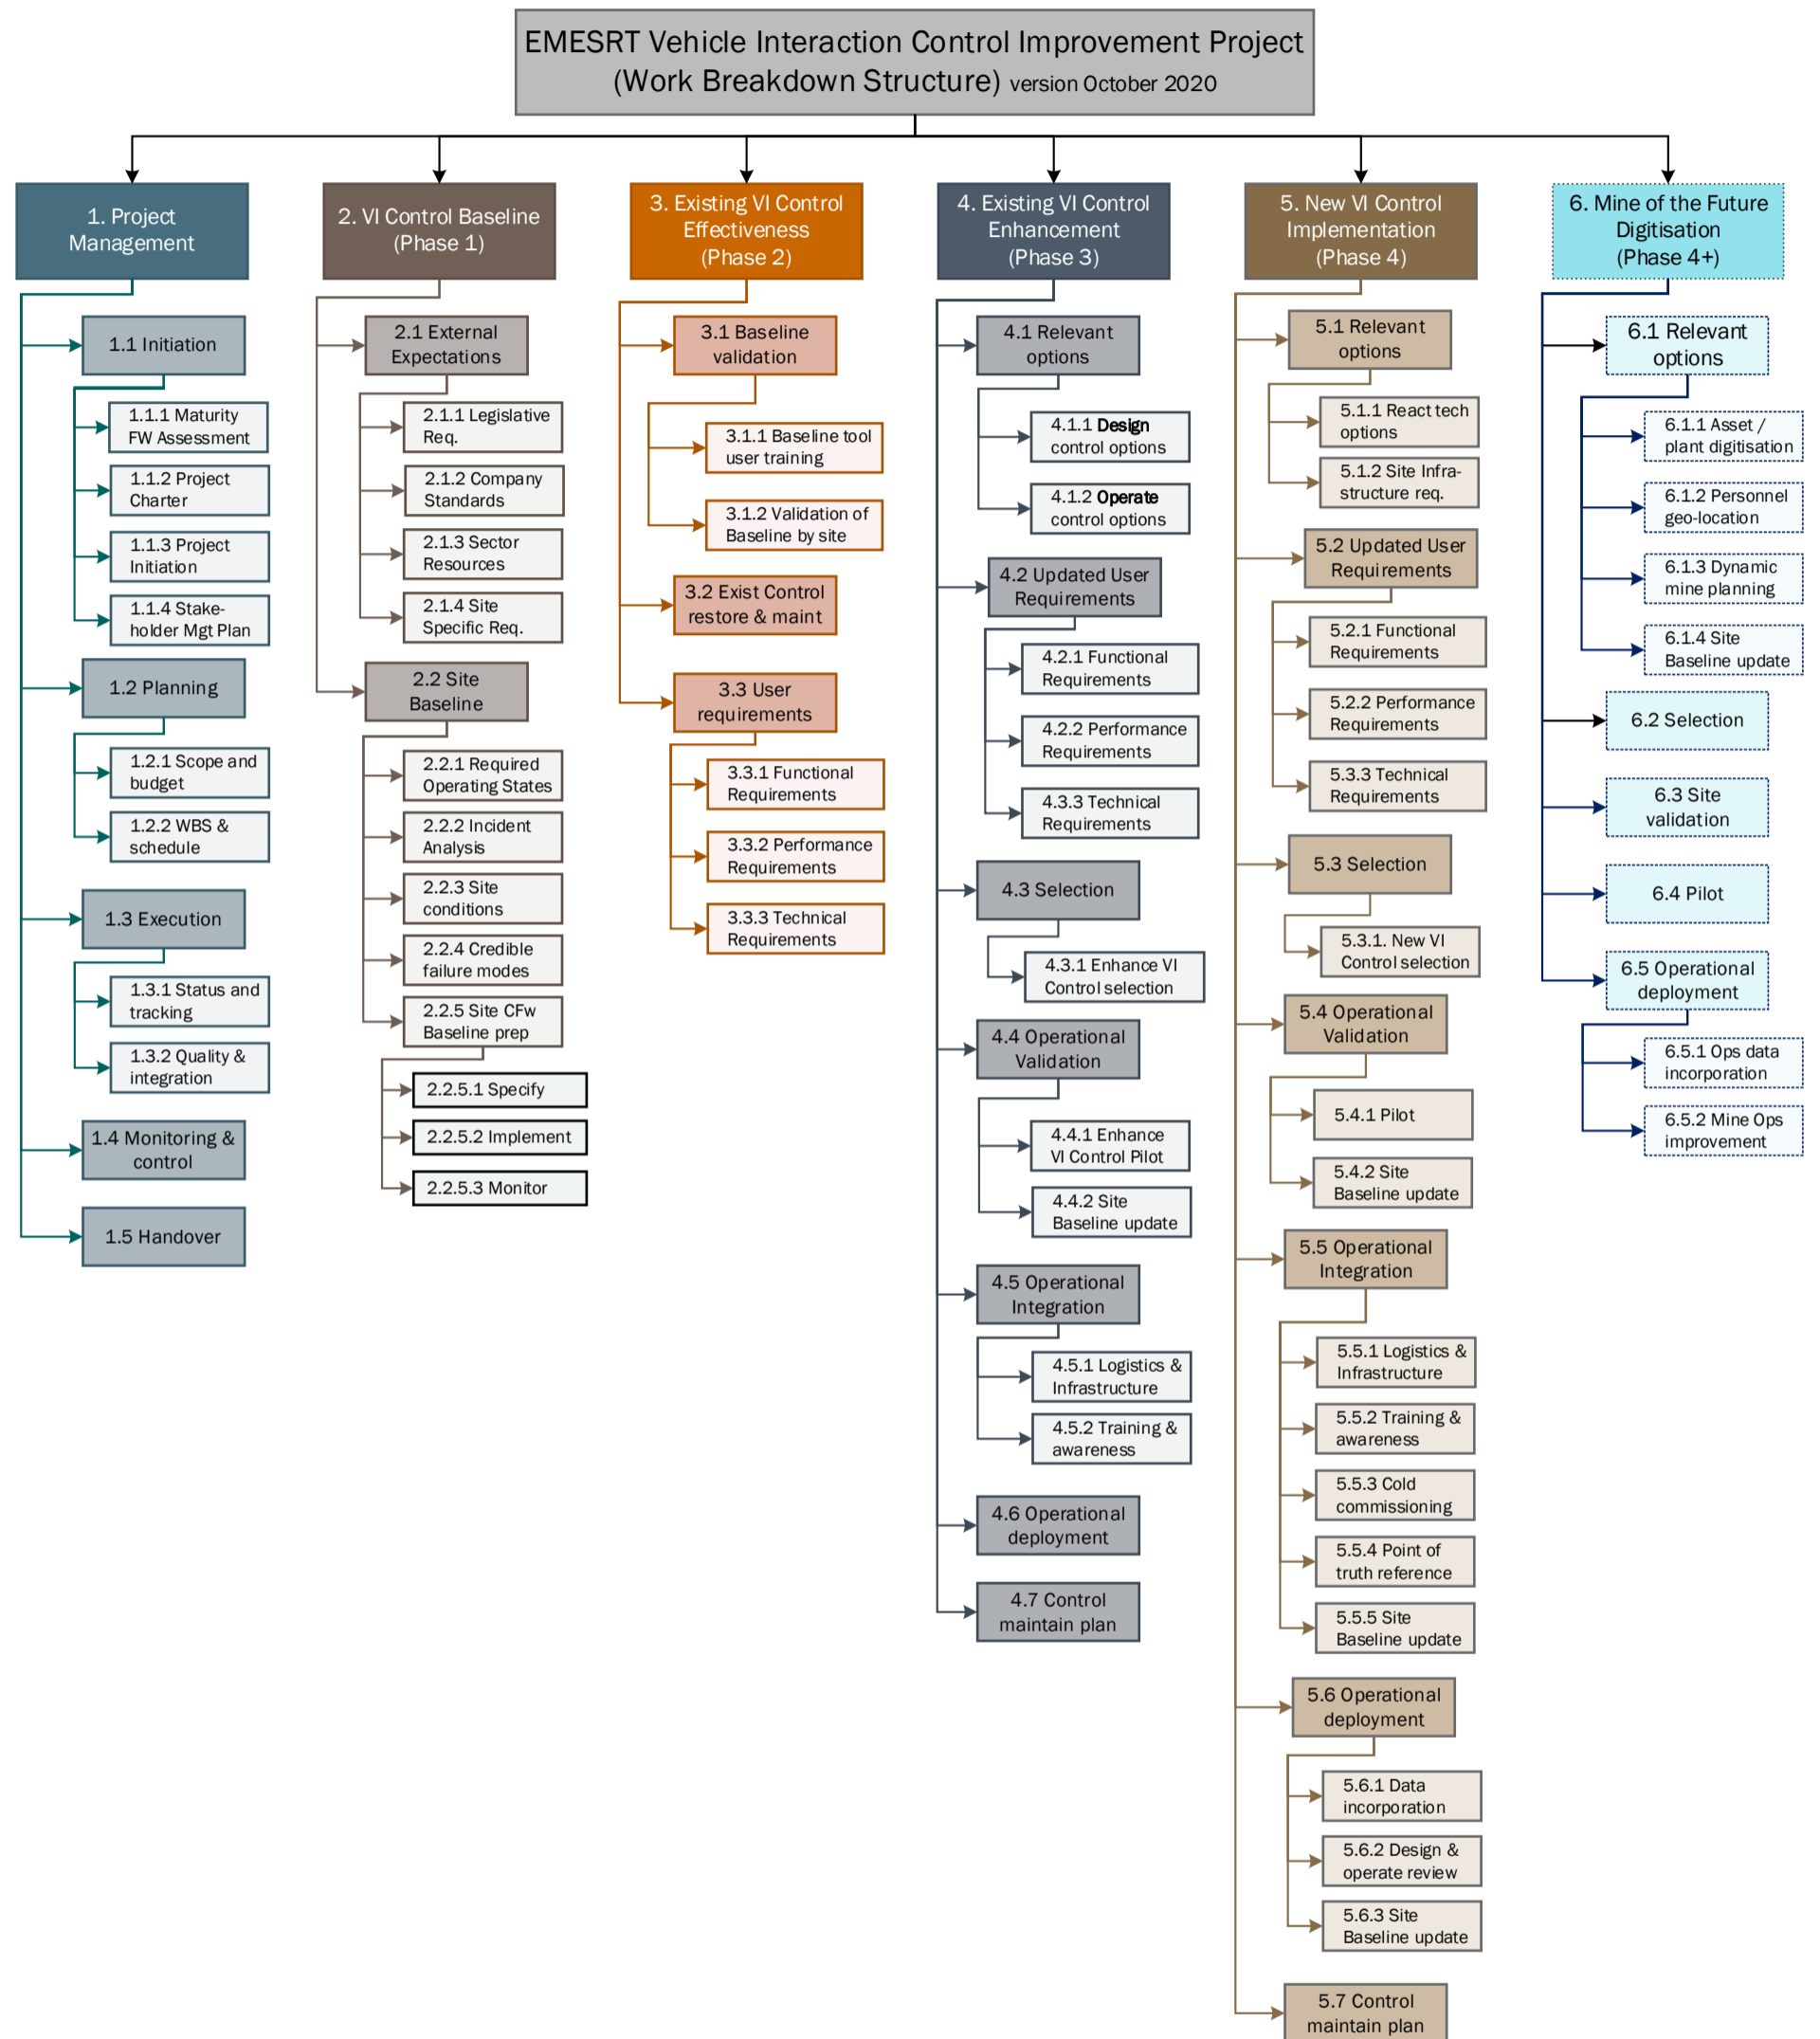 EMESRT Vehicle Interaction Control Improvement Project
(Work Breakdown Structure) version October 2020
1. Project
Management
1.1 Initiation
1.1.1 Maturity
FW Assessment
1.1.2 Project
Charter
1.1.3 Project
Initiation
1.1.4 Stake-
holder Mgt Plan
1.2 Planning
1.2.1 Scope and
budget
1.2.2 WBS &
schedule
1.3 Execution
1.3.1 Status and
tracking
1.3.2 Quality &
integration
1.4 Monitoring &
control
1.5 Handover
2. VI Control Baseline
(Phase 1)
2.1 External
Expectations
2.1.1 Legislative
Req.
2.1.2 Company
Standards
2.1.3 Sector
Resources
2.1.4 Site
Specific Req.
2.2 Site
Baseline
2.2.1 Required
Operating States
2.2.2 Incident
Analysis
2.2.3 Site
conditions
2.2.4 Credible
failure modes
2.2.5 Site CFw
Baseline prep
2.2.5.1 Specify
2.2.5.2 Implement
2.2.5.3 Monitor
3. Existing VI Control
Effectiveness
(Phase 2)
3.1 Baseline
validation
3.1.1 Baseline tool
user training
3.1.2 Validation of
Baseline by site
3.2 Exist Control
restore & maint
3.3 User
requirements
3.3.1 Functional
Requirements
3.3.2 Performance
Requirements
3.3.3 Technical
Requirements
4. Existing VI Control
Enhancement
(Phase 3)
4.1 Relevant
options
4.1.1 Design
control options
4.1.2 Operate
control options
4.2 Updated User
Requirements
4.2.1 Functional
Requirements
4.2.2 Performance
Requirements
4.3.3 Technical
Requirements
4.3 Selection
4.3.1 Enhance VI
Control selection
4.4 Operational
Validation
4.4.1 Enhance
VI Control Pilot
4.4.2 Site
Baseline update
4.5 Operational
Integration
4.5.1 Logistics &
Infrastructure
4.5.2 Training &
awareness
4.6 Operational
deployment
4.7 Control
maintain plan
5. New VI Control
Implementation
(Phase 4)
5.1 Relevant
options
5.1.1 React tech
options
5.1.2 Site Infra-
structure req.
5.2 Updated User
Requirements
5.2.1 Functional
Requirements
5.2.2 Performance
Requirements
5.3.3 Technical
Requirements
5.3 Selection
5.3.1. New VI
Control selection
5.4 Operational
Validation
5.4.1 Pilot
5.4.2 Site
Baseline update
5.5 Operational
Integration
5.5.1 Logistics &
Infrastructure
5.5.2 Training &
awareness
5.5.3 Cold
commissioning
5.5.4 Point of
truth reference
5.5.5 Site
Baseline update
5.6 Operational
deployment
5.6.1 Data
incorporation
5.6.2 Design &
operate review
5.6.3 Site
Baseline update
5.7 Control
maintain plan
6. Mine of the Future
Digitisation
(Phase 4+)
6.1 Relevant
options
6.1.1 Asset /
plant digitisation
6.1.2 Personnel
geo-location
6.1.3 Dynamic
mine planning
6.1.4 Site
Baseline update
6.2 Selection
6.3 Site
validation
6.4 Pilot
6.5 Operational
deployment
6.5.1 Ops data
incorporation
6.5.2 Mine Ops
improvement